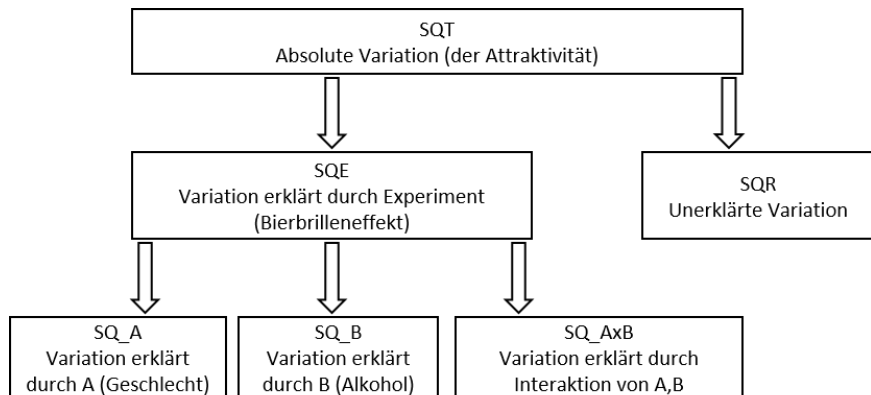 SQT
Absolute Variation (der Attraktivität)
SQE
Variation erklärt durch Experiment
(Bierbrilleneffekt)
SQR
Unerklärte Variation
SQ_A
Variation erklärt
durch A (Geschlecht)
SQ_B
Variation erklärt
durch B (Alkohol)
SQ_AxB
Variation erklärt durch
Interaktion von A,B